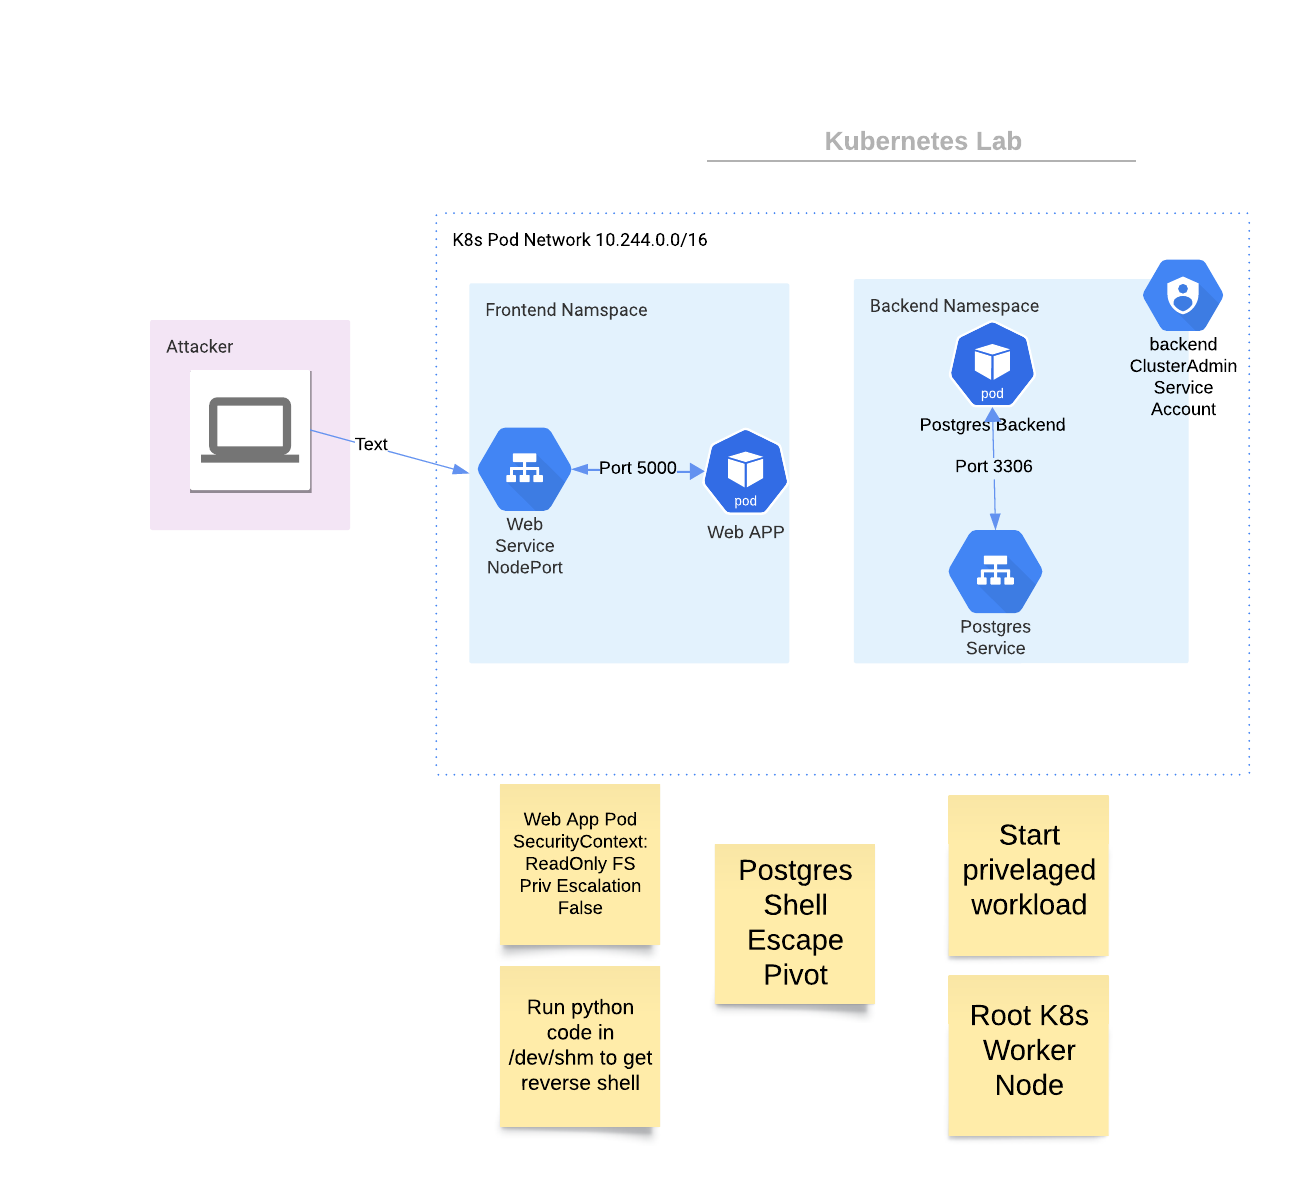 Kubernetes Lab
K8s Pod Network 10.244.0.0/16
Attacker
Text
Frontend Namspace
Web
Service
NodePort
Port 5000
pod
Web APP
Backend Namespace
pod
Postgres Backend
Port 3306
Postgres
Service
backend
ClusterAdmin
Service
Account
Web App Pod
SecurityContext:
ReadOnly FS
Priv Escalation
False
Run python
code in
/dev/shm to get
reverse shell
Postgres
Shell
Escape
Pivot
Start
privelaged
workload
Root K8s
Worker
Node